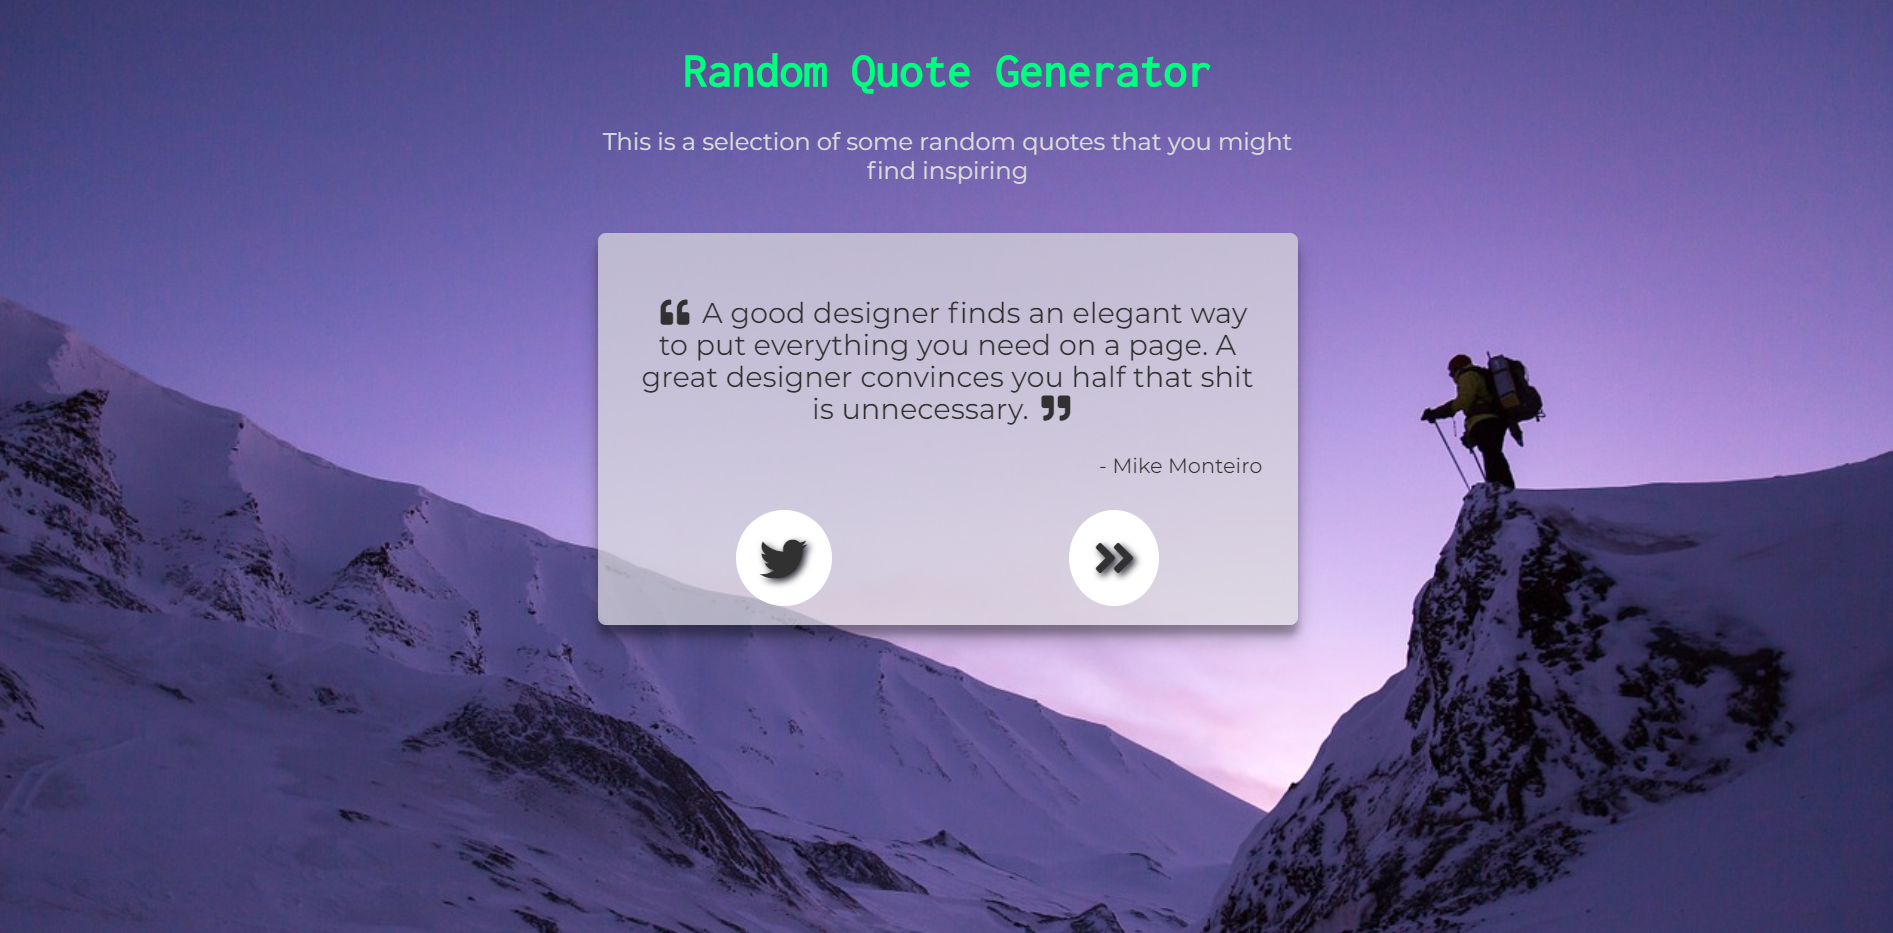 Random Quote Generator
This is a selection of some random quotes that you might
find inspiring
“ A good designer finds an elegant way
to put everything you need on a page. A
great designer convinces you half that shit
is unnecessary. ”
- Mike Monteiro